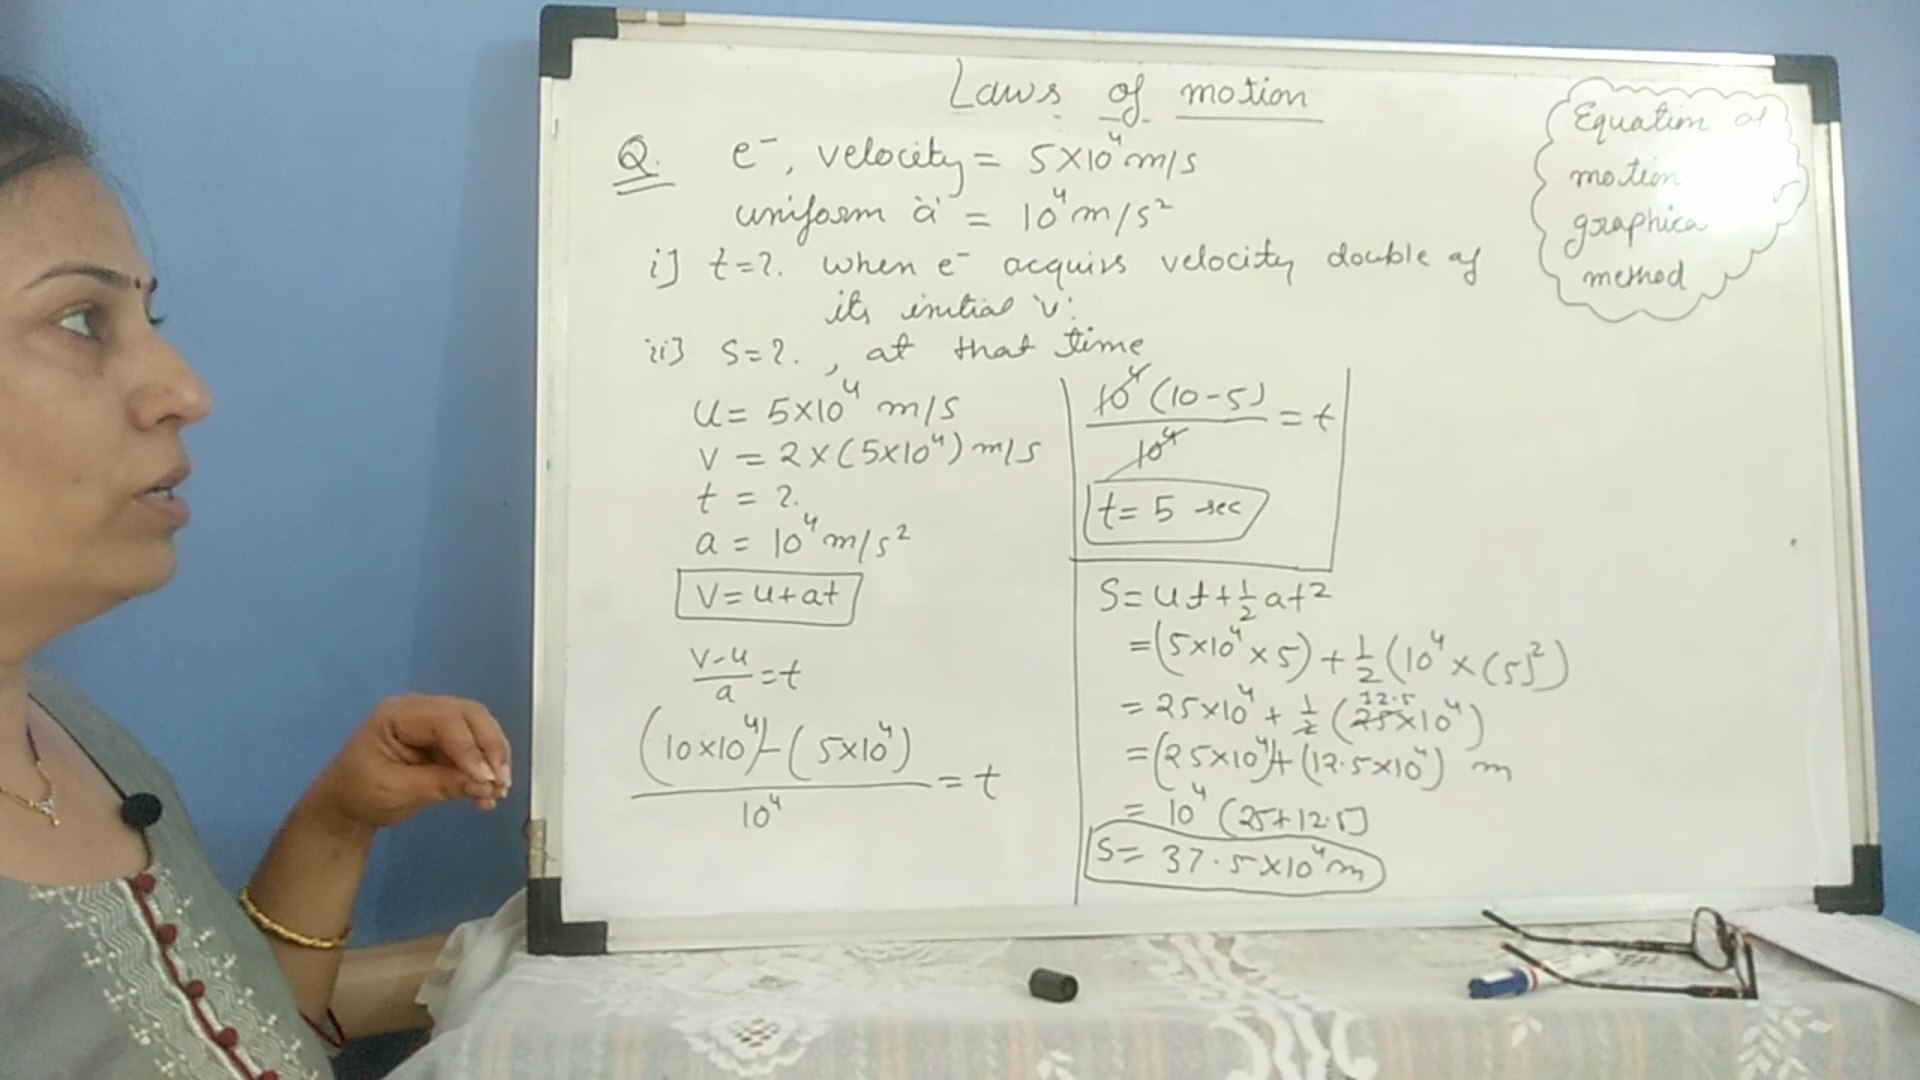 Laws of motion
Equation of
motion
graphica
method
Q. e⁻, velocity = 5×10⁴ m/s
uniform 'a' = 10⁴ m/s²
i] t=?. when e⁻ acquirs velocity double of
its initial 'v'.
ii] s=?. , at that time
u= 5×10⁴ m/s
v = 2×(5×10⁴) m/s
t = ?.
a = 10⁴ m/s²
v=u+at
v-u/a=t
(10×10⁴)-(5×10⁴)/10⁴ = t
10⁴(10-5)/10⁴ = t
t= 5 sec
S=ut+½at²
=(5×10⁴×5)+½(10⁴×(5)²)
12.5
= 25×10⁴+½(25×10⁴)
=(25×10⁴)+(12.5×10⁴) m
= 10⁴ (25+12.5]
S= 37.5×10⁴m